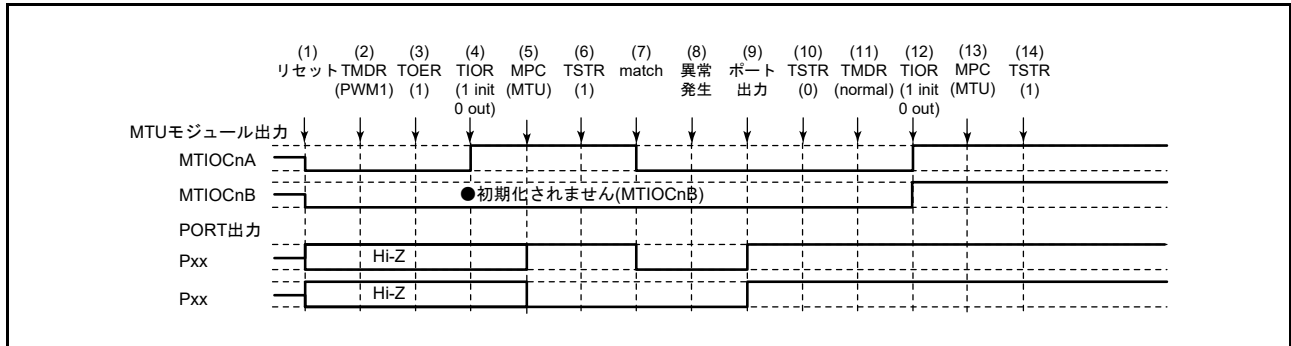 (1) (2) (3) (4) (5) (6) (7) (8) (9) (10) (11) (12) (13) (14)
リセット TMDR TOER TIOR MPC TSTR match 異常 ポート TSTR TMDR TIOR MPC TSTR
(PWM1) (1) (1 init (MTU) (1) 発生 出力 (0) (normal) (1 init (MTU) (1)
0 out) 0 out)
MTUモジュール出力
MTIOCnA
MTIOCnB ●初期化されません(MTIOCnB)
PORT出力
Pxx Hi-Z
Pxx Hi-Z